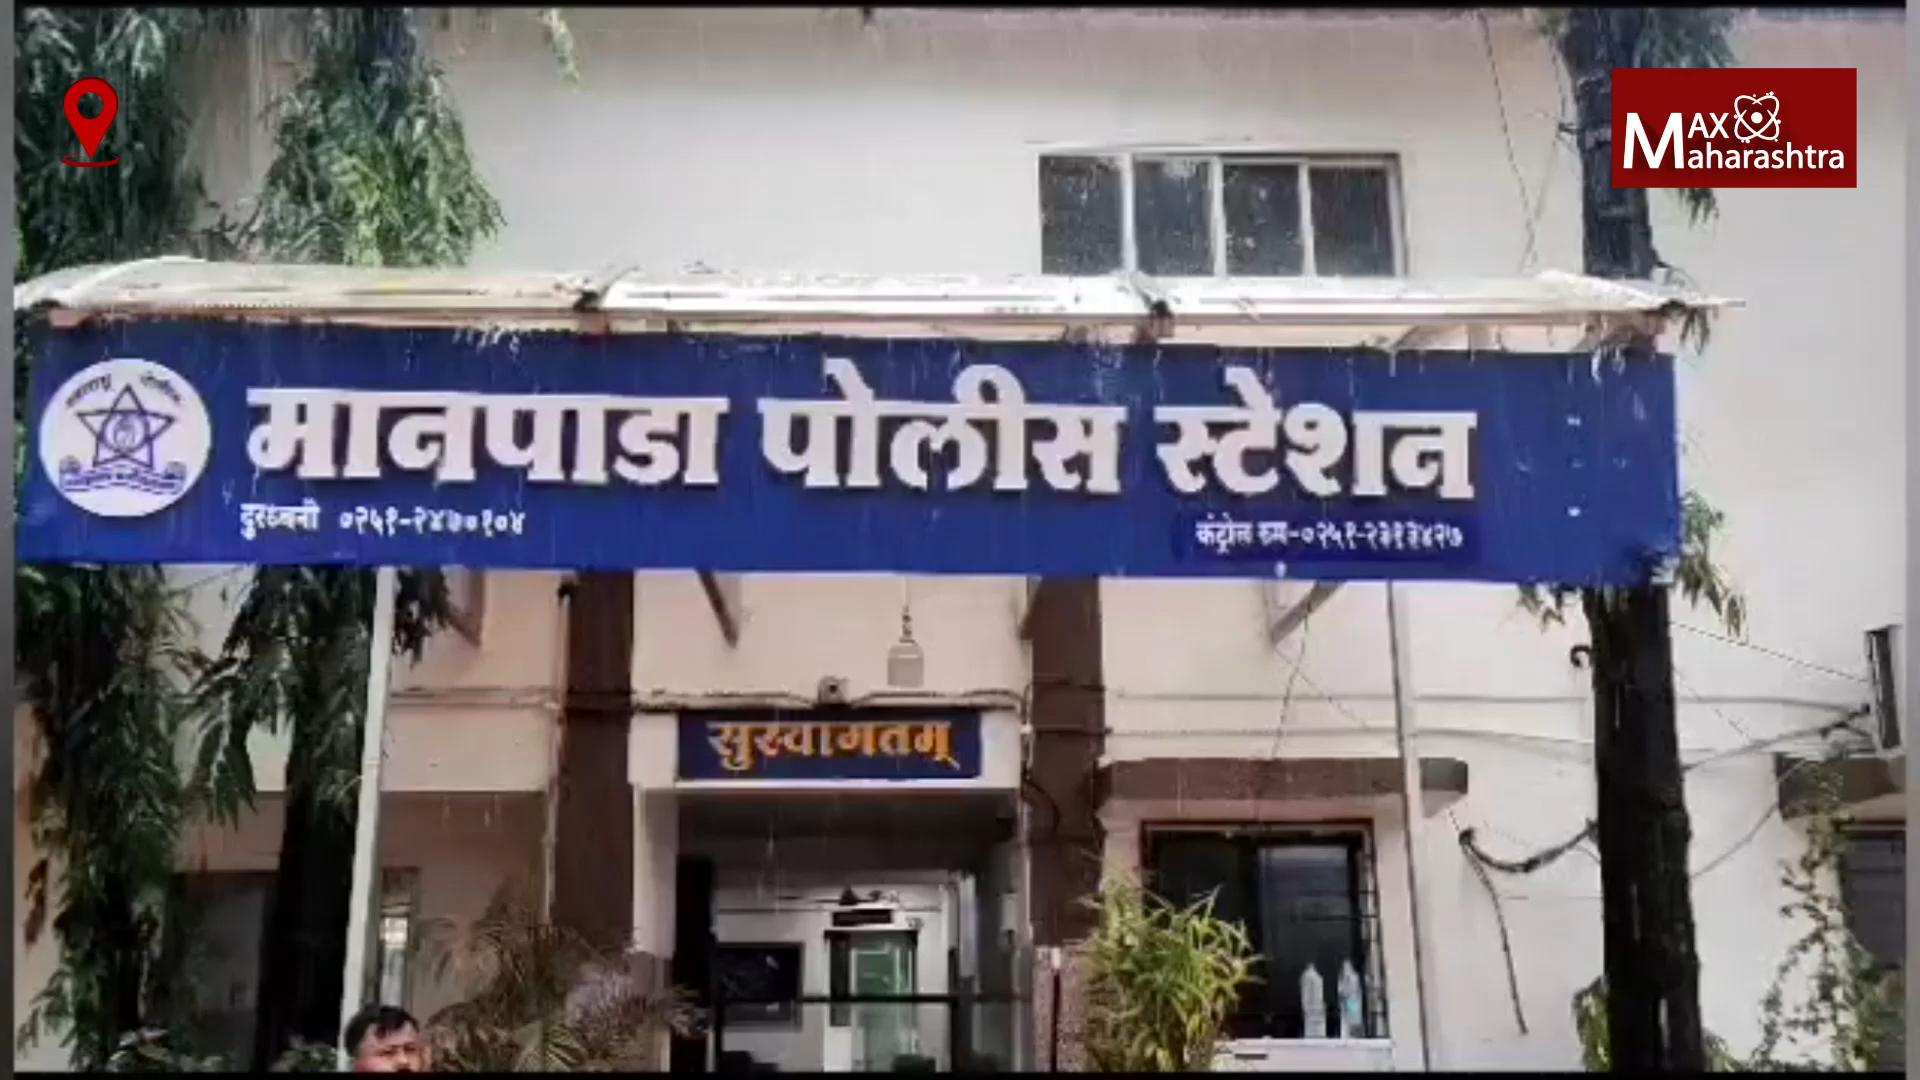 MAX
Maharashtra
मानपाडा पोलीस स्टेशन
दुरध्वनी ०२५१-२४७०१०४
कंट्रोल रुम-०२५१-२३१३४२७
सुस्वागतम्